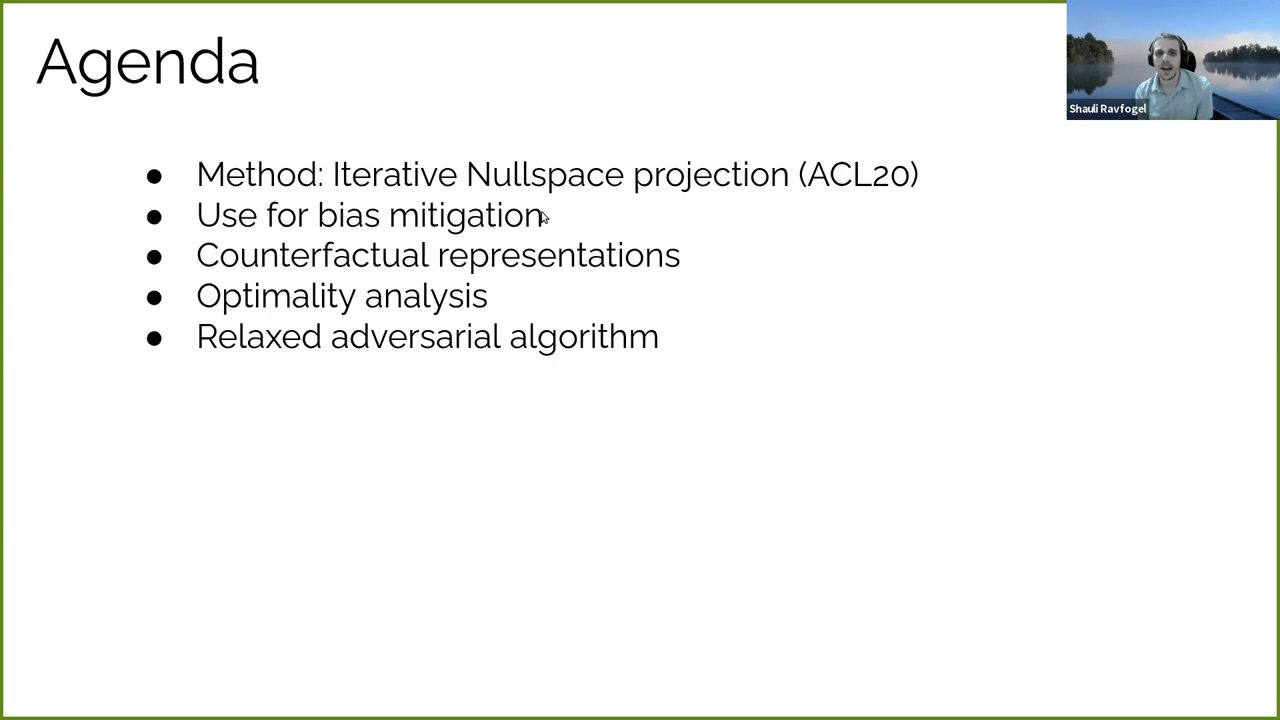 Agenda
Shauli Ravfogel
● Method: Iterative Nullspace projection (ACL20)
● Use for bias mitigation
● Counterfactual representations
● Optimality analysis
● Relaxed adversarial algorithm